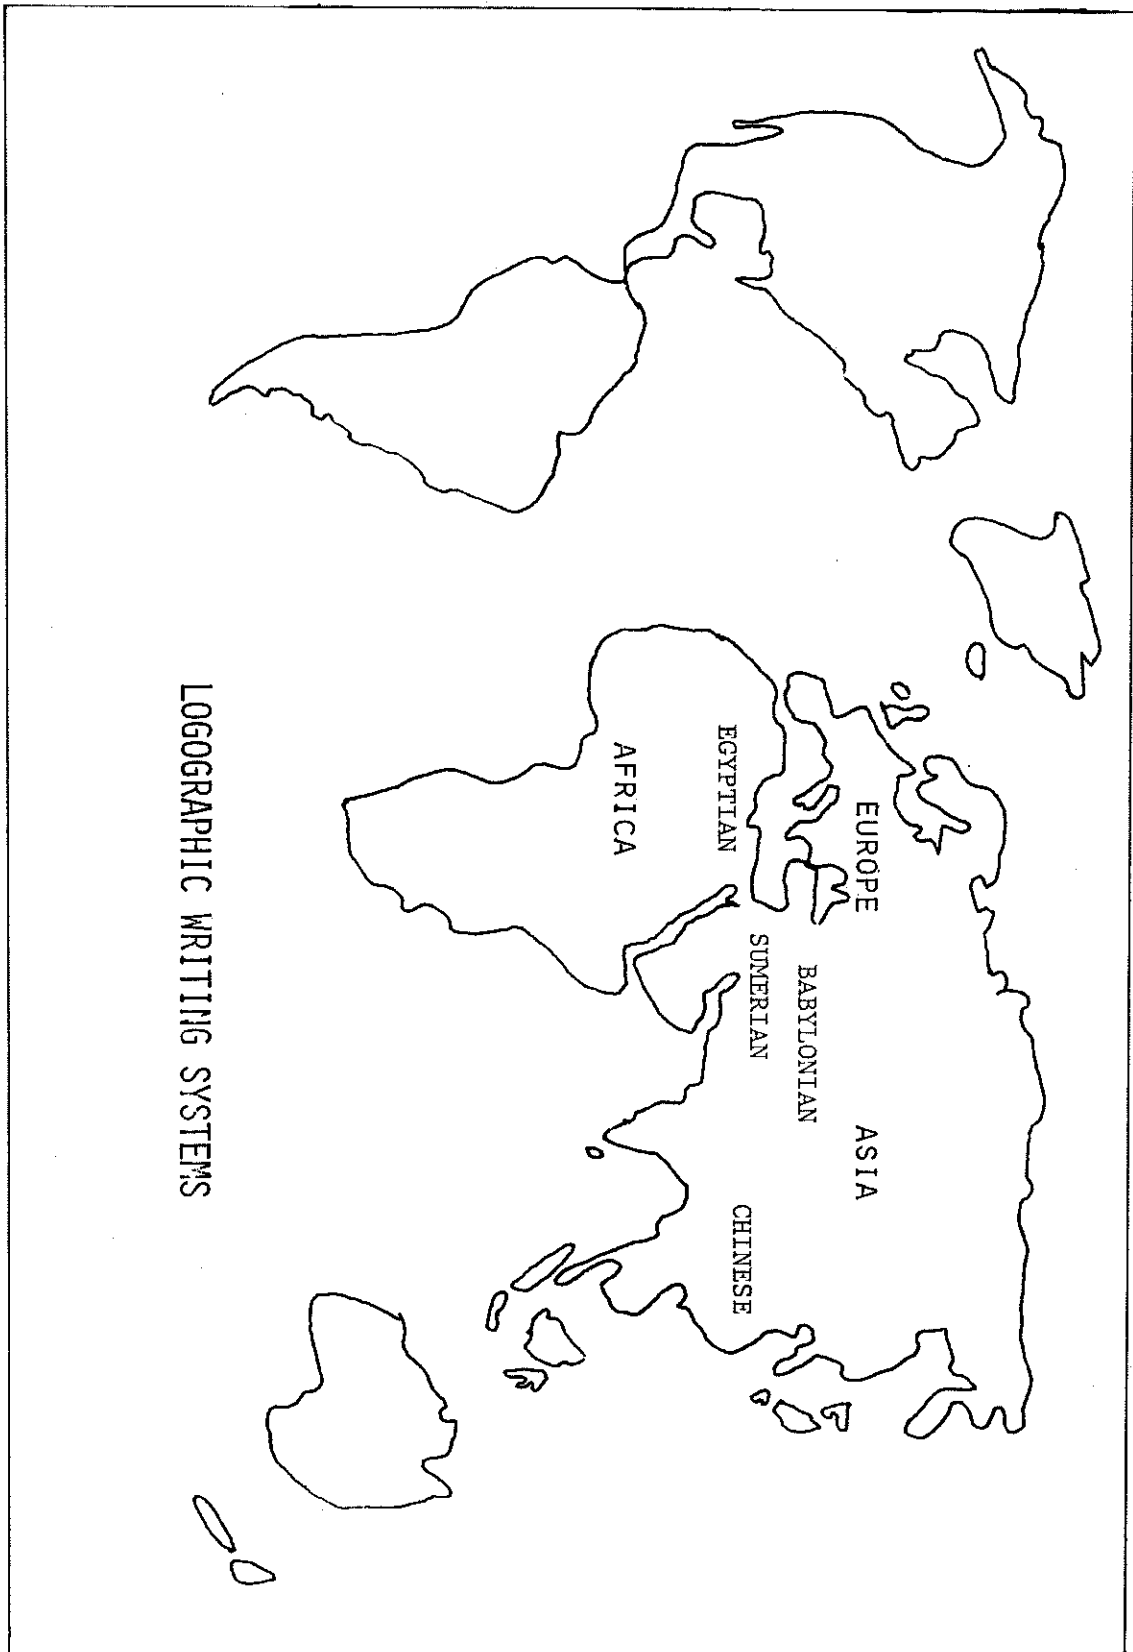 EUROPE
ASIA
BABYLONIAN
SUMERIAN
EGYPTIAN
CHINESE
AFRICA
LOGOGRAPHIC WRITING SYSTEMS